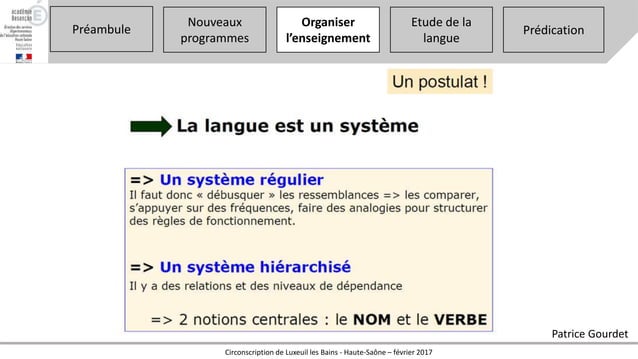 académie
Besançon
direction des services
départementaux
de l'éducation nationale
Haute-Saône
Préambule
Nouveaux
programmes
Organiser
l'enseignement
Etude de la
langue
Prédication
Un postulat !
La langue est un système
=> Un système régulier
Il faut donc « débusquer » les ressemblances => les comparer,
s'appuyer sur des fréquences, faire des analogies pour structurer
des règles de fonctionnement.
=> Un système hiérarchisé
Il y a des relations et des niveaux de dépendance
=> 2 notions centrales : le NOM et le VERBE
Patrice Gourdet
Circonscription de Luxeuil les Bains - Haute-Saône – février 2017